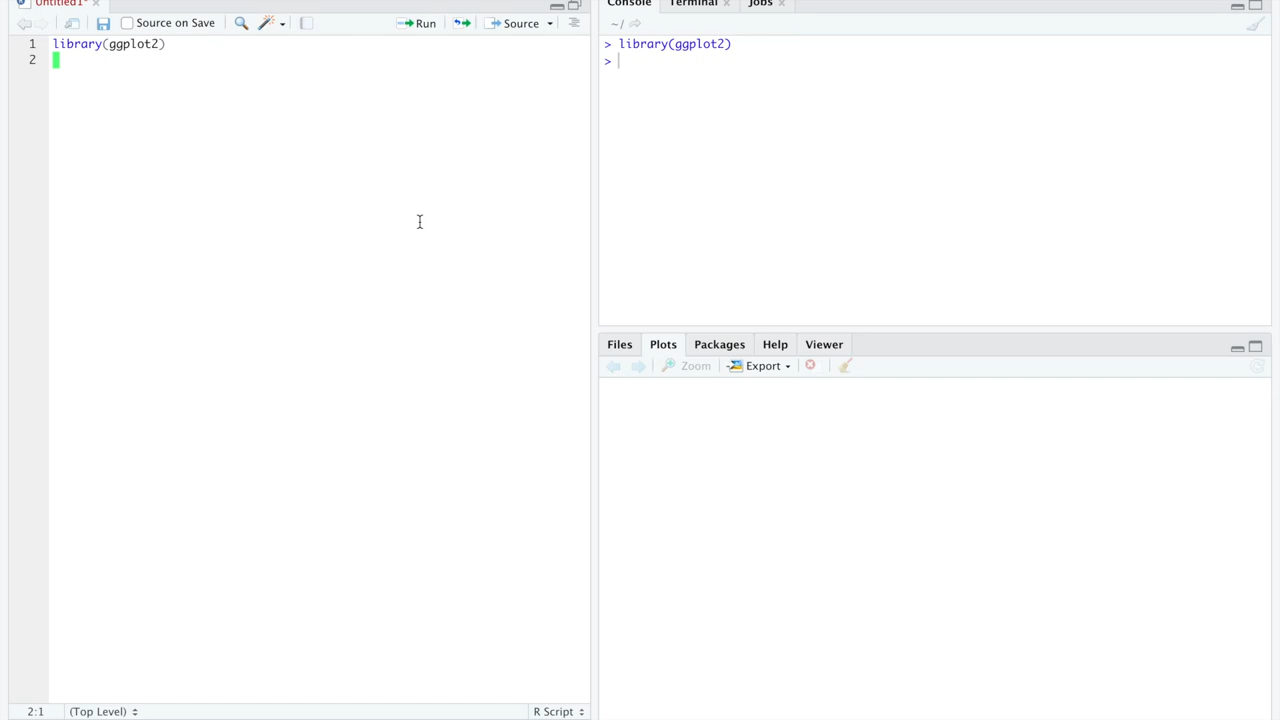 Untitled1*
Source on Save
Run
Source
1 library(ggplot2)
2
2:1 (Top Level) R Script
Console Terminal Jobs
~/
> library(ggplot2)
>
Files Plots Packages Help Viewer
Zoom Export